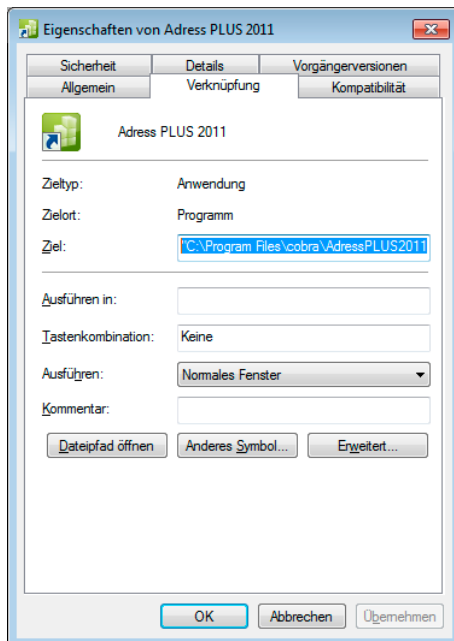 Eigenschaften von Adress PLUS 2011
Sicherheit Details Vorgängerversionen
Allgemein Verknüpfung Kompatibilität
Adress PLUS 2011
Zieltyp: Anwendung
Zielort: Programm
Ziel: "C:\Program Files\cobra\AdressPLUS2011
Ausführen in:
Tastenkombination: Keine
Ausführen: Normales Fenster
Kommentar:
Dateipfad öffnen Anderes Symbol... Erweitert...
OK Abbrechen Übernehmen